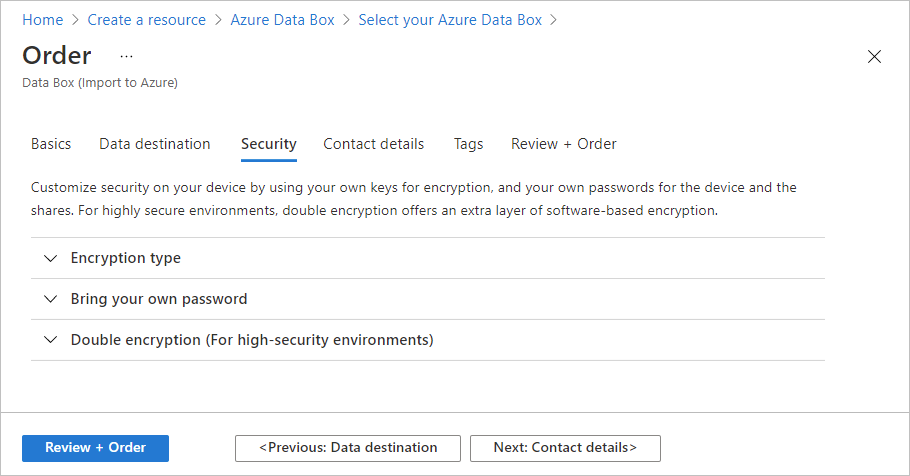 Home > Create a resource > Azure Data Box > Select your Azure Data Box >
Order ...
Data Box (Import to Azure)
Basics Data destination Security Contact details Tags Review + Order
Customize security on your device by using your own keys for encryption, and your own passwords for the device and the
shares. For highly secure environments, double encryption offers an extra layer of software-based encryption.
Encryption type
Bring your own password
Double encryption (For high-security environments)
Review + Order <Previous: Data destination Next: Contact details>